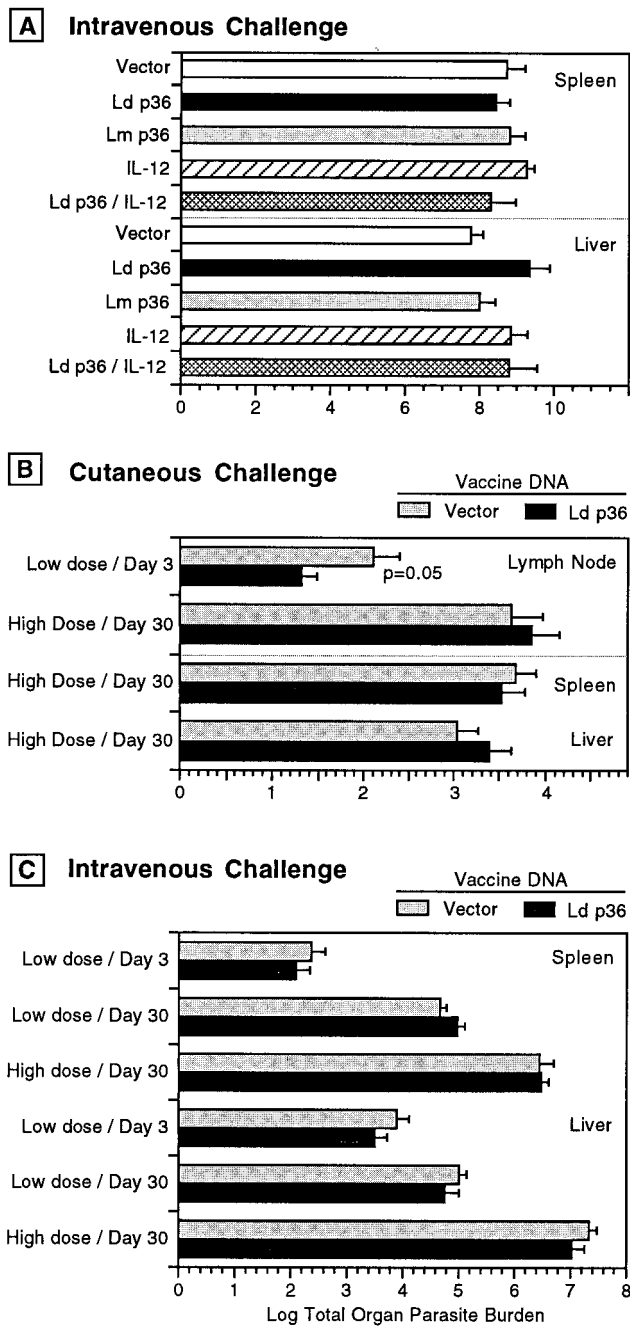 A Intravenous Challenge
Vector
Spleen
Ld p36
Lm p36
IL-12
Ld p36 / IL-12
Vector
Liver
Ld p36
Lm p36
IL-12
Ld p36 / IL-12
0 2 4 6 8 10
B Cutaneous Challenge
Vaccine DNA
Vector Ld p36
Low dose / Day 3
Lymph Node
p=0.05
High Dose / Day 30
High Dose / Day 30
Spleen
High Dose / Day 30
Liver
0 1 2 3 4
C Intravenous Challenge
Vaccine DNA
Vector Ld p36
Low dose / Day 3
Spleen
Low dose / Day 30
High dose / Day 30
Low dose / Day 3
Liver
Low dose / Day 30
High dose / Day 30
0 1 2 3 4 5 6 7 8
Log Total Organ Parasite Burden